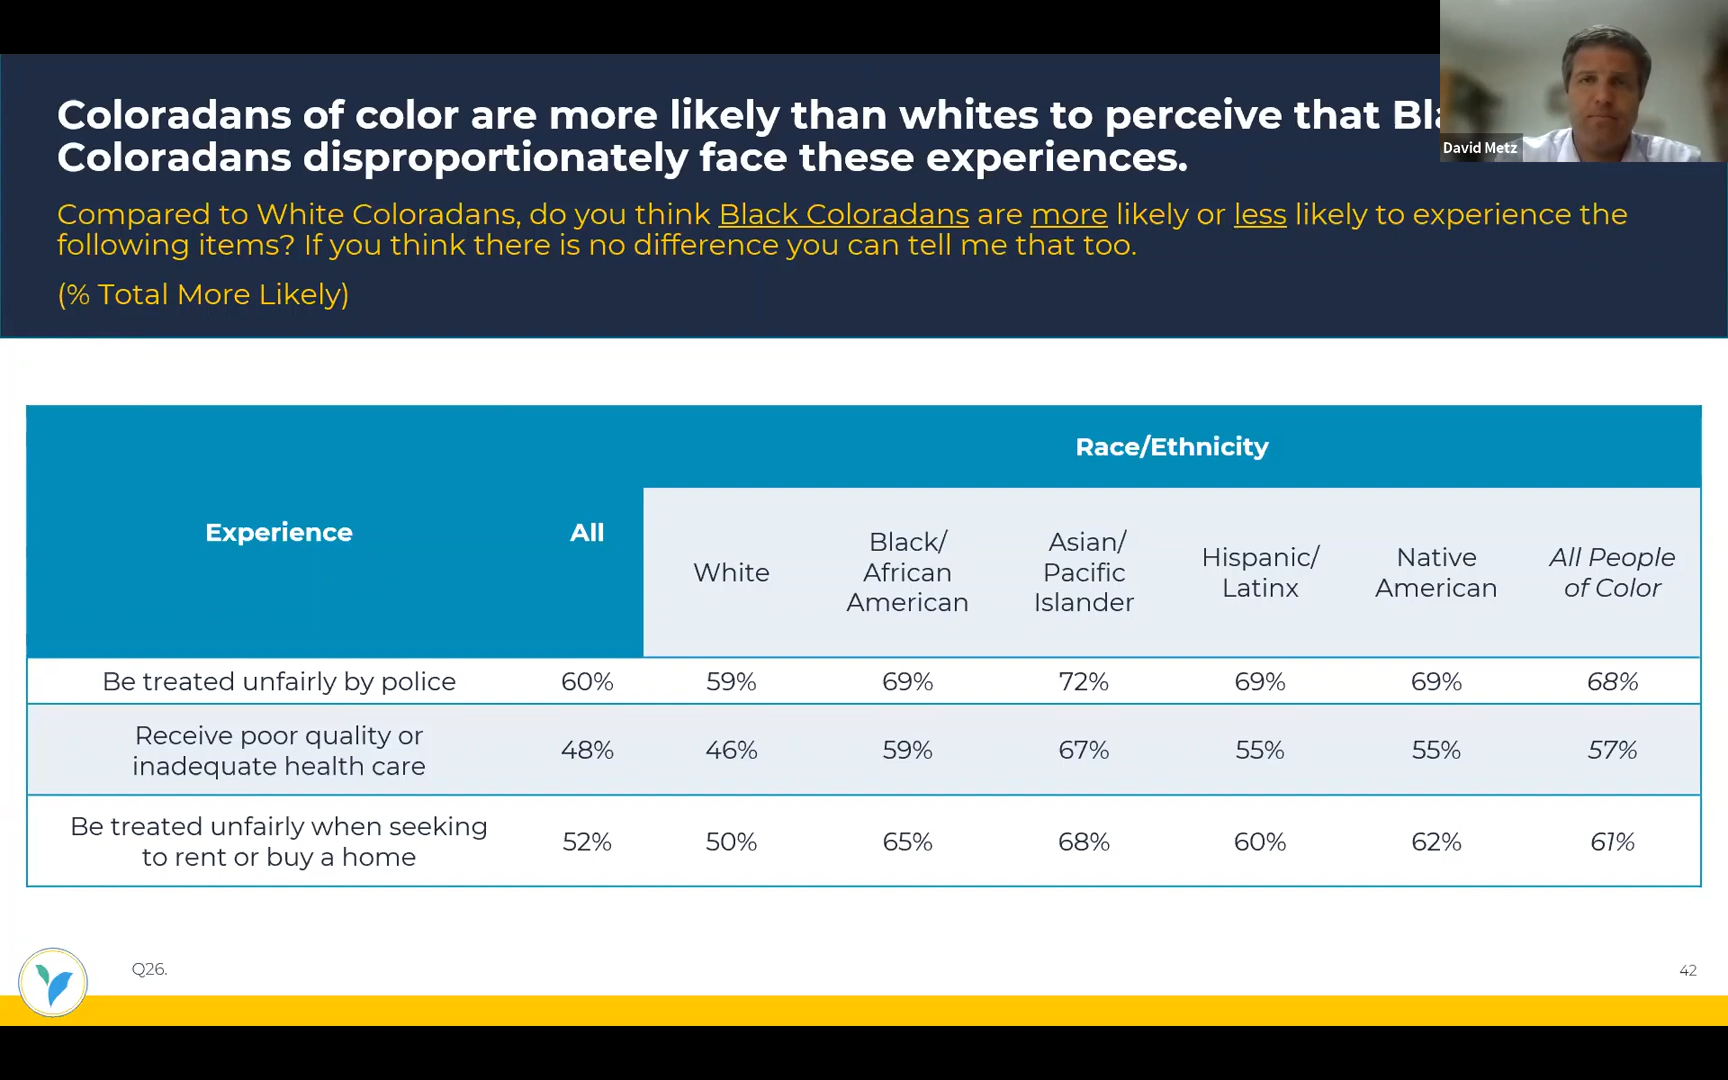 Coloradans of color are more likely than whites to perceive that
Coloradans disproportionately face these experiences.
Compared to White Coloradans, do you think Black Coloradans are more likely or less likely to experience the
following items? If you think there is no difference you can tell me that too.
(% Total More Likely)
David Metz
Race/Ethnicity
Experience
All
White
Black/
African
American
Asian/
Pacific
Islander
Hispanic/
Latinx
Native
American
All People
of Color
Be treated unfairly by police
60%
59%
69%
72%
69%
69%
68%
Receive poor quality or
inadequate health care
48%
46%
59%
67%
55%
55%
57%
Be treated unfairly when seeking
to rent or buy a home
52%
50%
65%
68%
60%
62%
61%
Q26.
42